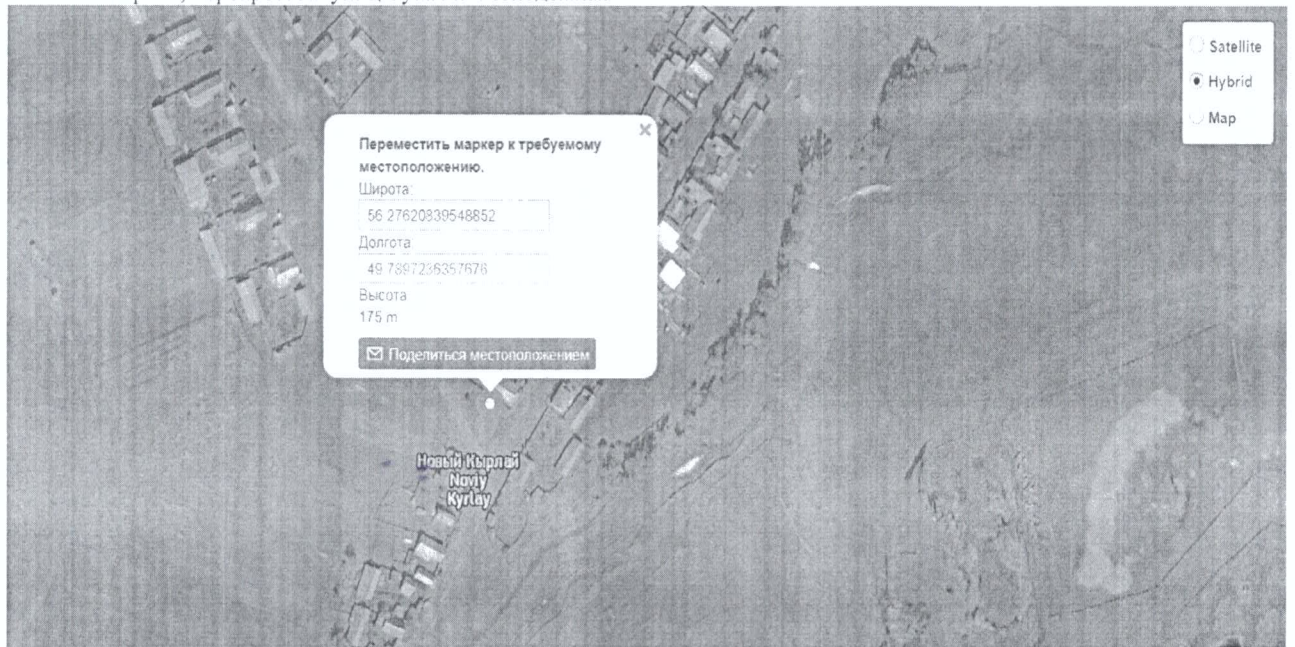 Переместить маркер к требуемому
местоположению.
Широта:
56.27620839548852
Долгота
49.7897236357676
Высота
175 m
Поделиться местоположением
Satellite
Hybrid
Map
Новый Кырлай
Noviy
Kyrlay